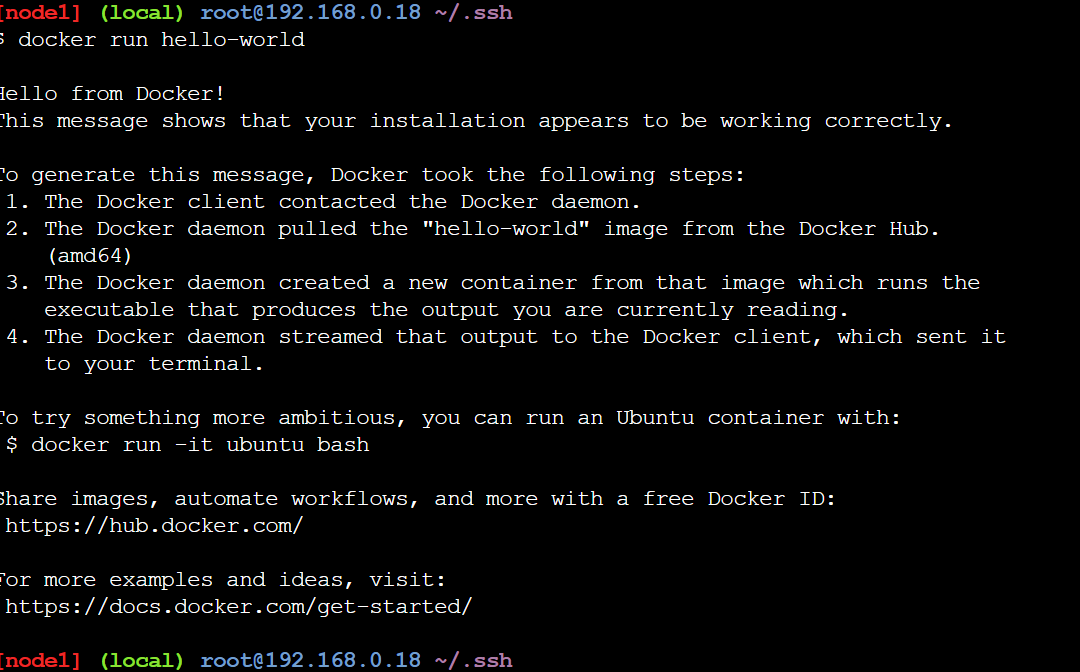 [node1] (local) root@192.168.0.18 ~/.ssh
$ docker run hello-world
Hello from Docker!
This message shows that your installation appears to be working correctly.
To generate this message, Docker took the following steps:
1. The Docker client contacted the Docker daemon.
2. The Docker daemon pulled the "hello-world" image from the Docker Hub.
(amd64)
3. The Docker daemon created a new container from that image which runs the
executable that produces the output you are currently reading.
4. The Docker daemon streamed that output to the Docker client, which sent it
to your terminal.
To try something more ambitious, you can run an Ubuntu container with:
$ docker run -it ubuntu bash
Share images, automate workflows, and more with a free Docker ID:
https://hub.docker.com/
For more examples and ideas, visit:
https://docs.docker.com/get-started/
[node1] (local) root@192.168.0.18 ~/.ssh